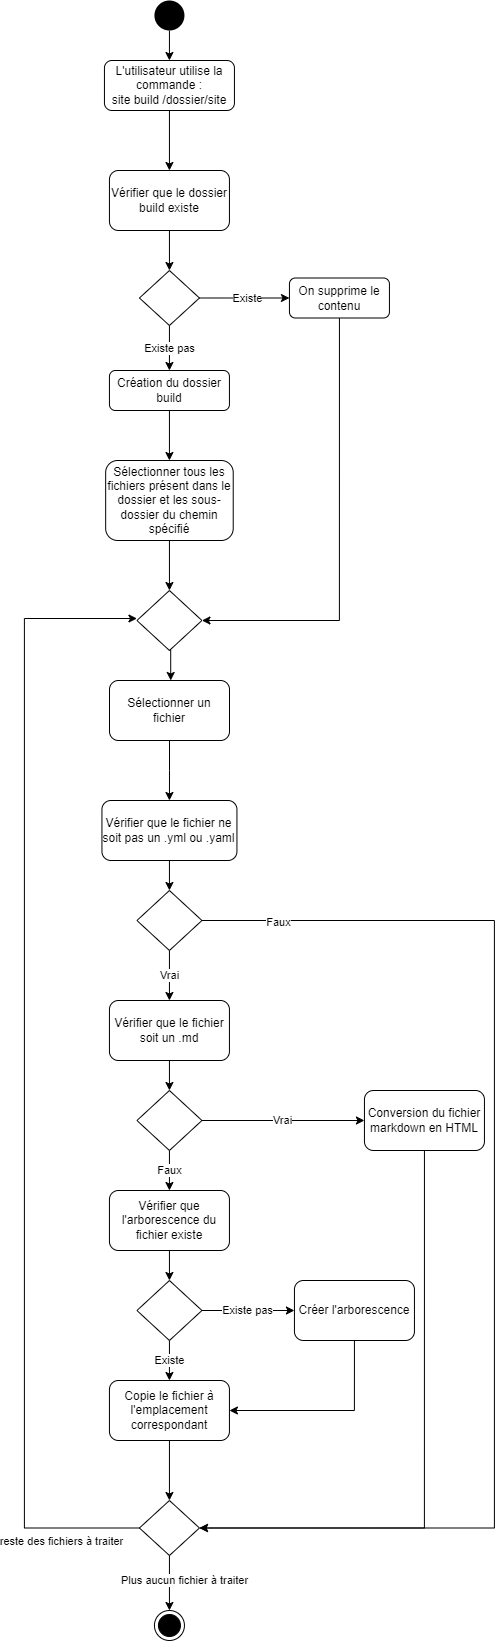 L'utilisateur utilise la
commande :
site build /dossier/site
Vérifier que le dossier
build existe
Existe
On supprime le
contenu
Existe pas
Création du dossier
build
Sélectionner tous les
fichiers présent dans le
dossier et les sous-
dossier du chemin
spécifié
Sélectionner un
fichier
Vérifier que le fichier ne
soit pas un .yml ou .yaml
Faux
Vrai
Vérifier que le fichier
soit un .md
Vrai
Conversion du fichier
markdown en HTML
Faux
Vérifier que
l'arborescence du
fichier existe
Existe pas
Créer l'arborescence
Existe
Copie le fichier à
l'emplacement
correspondant
reste des fichiers à traiter
Plus aucun fichier à traiter